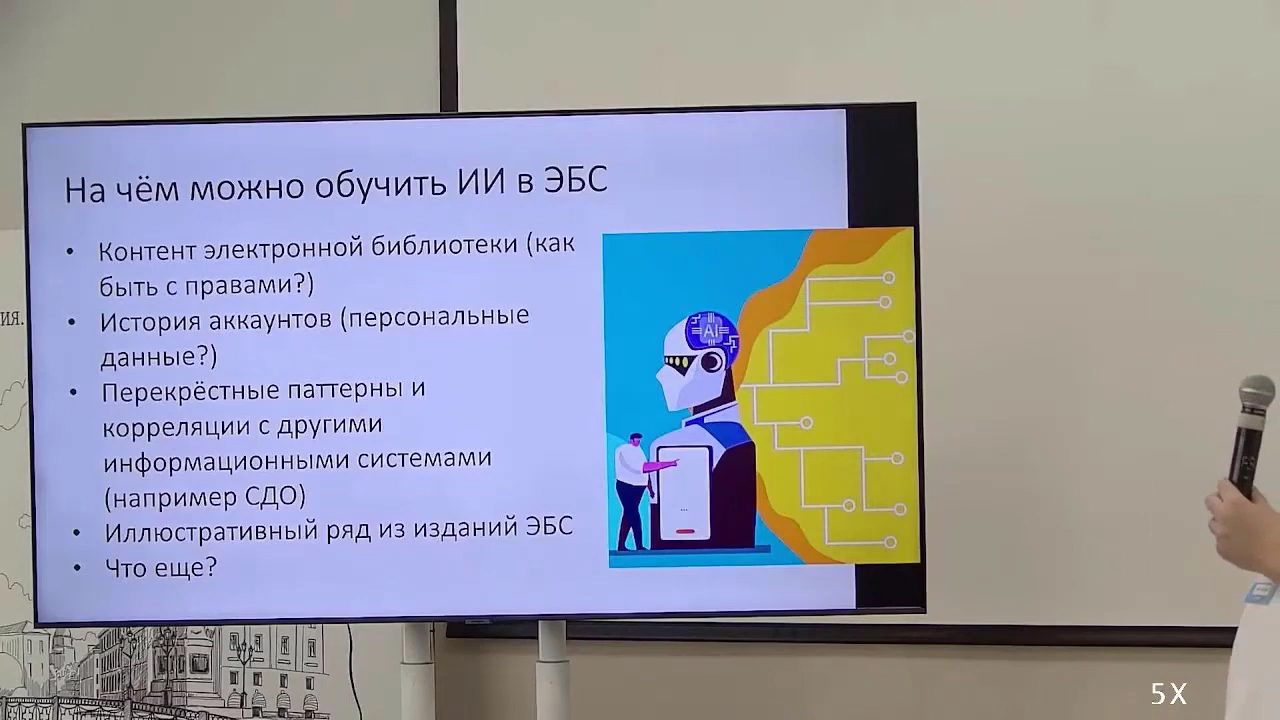 На чём можно обучить ИИ в ЭБС
• Контент электронной библиотеки (как
быть с правами?)
• История аккаунтов (персональные
данные?)
• Перекрёстные паттерны и
корреляции с другими
информационными системами
(например СДО)
• Иллюстративный ряд из изданий ЭБС
• Что еще?
AI
ия.
5X